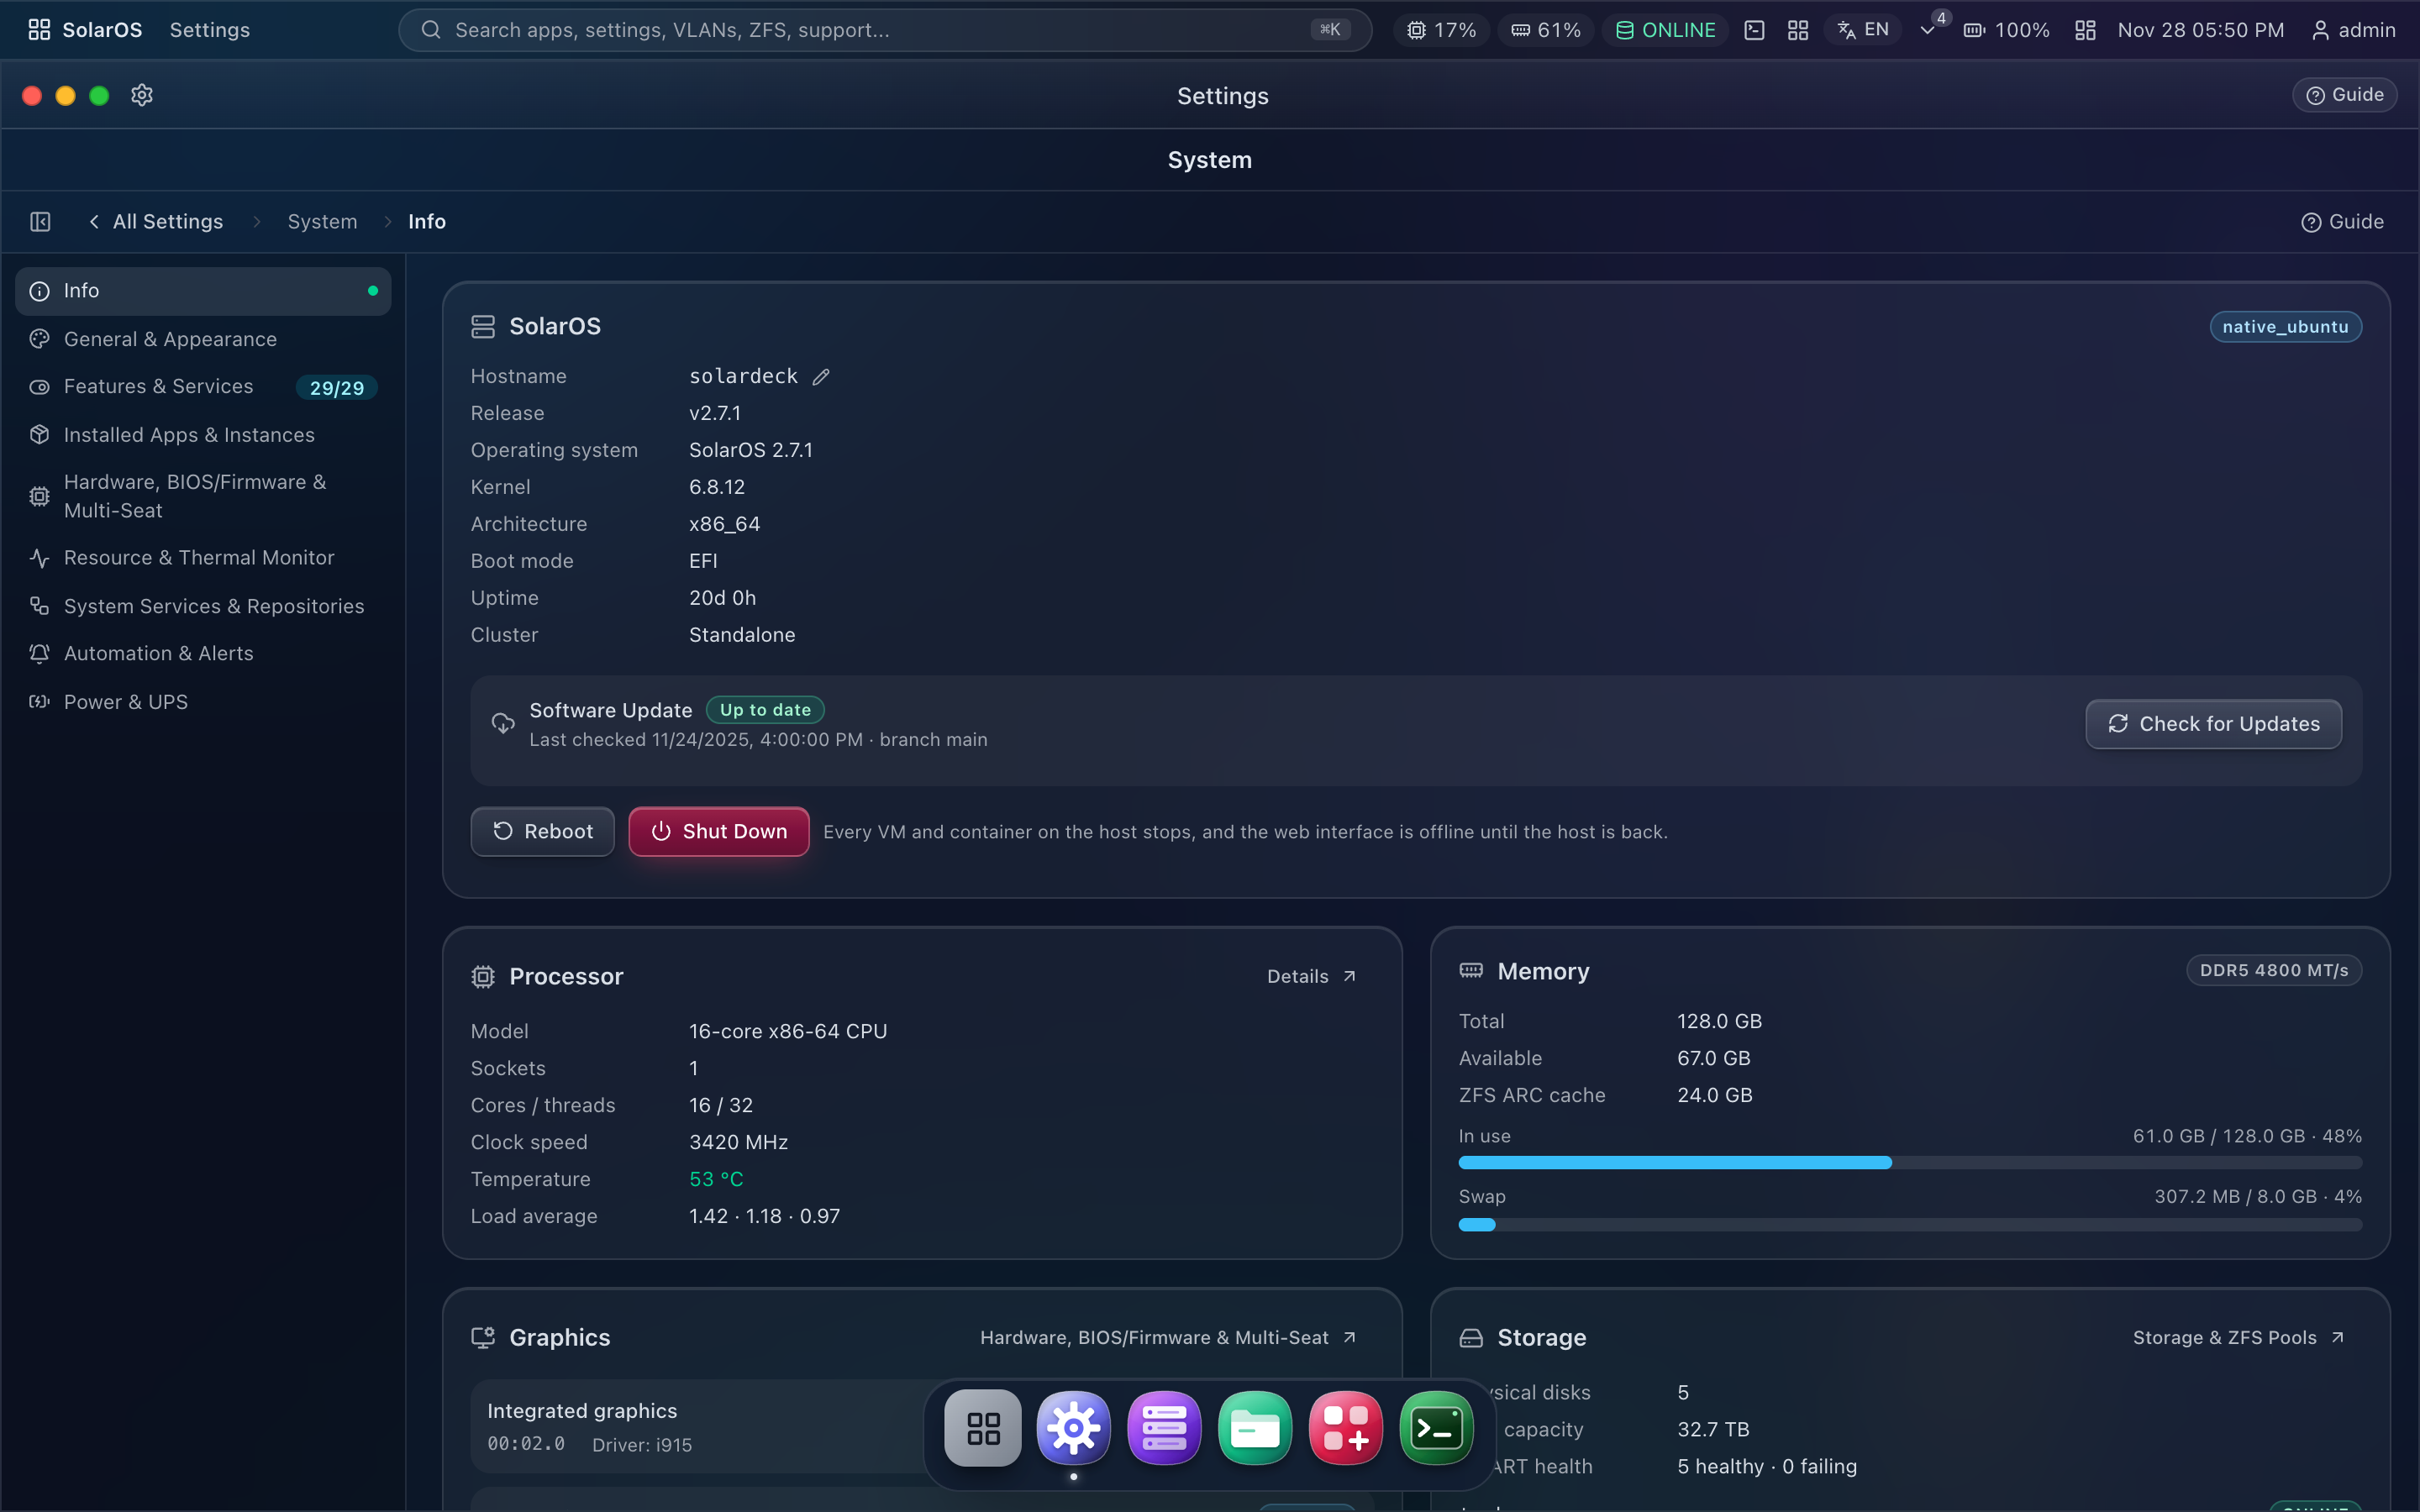 SolarOS
Settings
Search apps, settings, VLANs, ZFS, support...
⌘K
17%
61%
ONLINE
EN
4
100%
Nov 28 05:50 PM
admin
Settings
Guide
System
All Settings
System
Info
Guide
Info
General & Appearance
Features & Services
29/29
Installed Apps & Instances
Hardware, BIOS/Firmware &
Multi-Seat
Resource & Thermal Monitor
System Services & Repositories
Automation & Alerts
Power & UPS
SolarOS
native_ubuntu
Hostname solardeck
Release v2.7.1
Operating system SolarOS 2.7.1
Kernel 6.8.12
Architecture x86_64
Boot mode EFI
Uptime 20d 0h
Cluster Standalone
Software Update Up to date
Last checked 11/24/2025, 4:00:00 PM · branch main
Check for Updates
Reboot
Shut Down
Every VM and container on the host stops, and the web interface is offline until the host is back.
Processor
Details
Model 16-core x86-64 CPU
Sockets 1
Cores / threads 16 / 32
Clock speed 3420 MHz
Temperature 53 °C
Load average 1.42 · 1.18 · 0.97
Memory
DDR5 4800 MT/s
Total 128.0 GB
Available 67.0 GB
ZFS ARC cache 24.0 GB
In use 61.0 GB / 128.0 GB · 48%
Swap 307.2 MB / 8.0 GB · 4%
Graphics
Hardware, BIOS/Firmware & Multi-Seat
Integrated graphics
00:02.0 Driver: i915
Storage
Storage & ZFS Pools
disks 5
capacity 32.7 TB
health 5 healthy · 0 failing